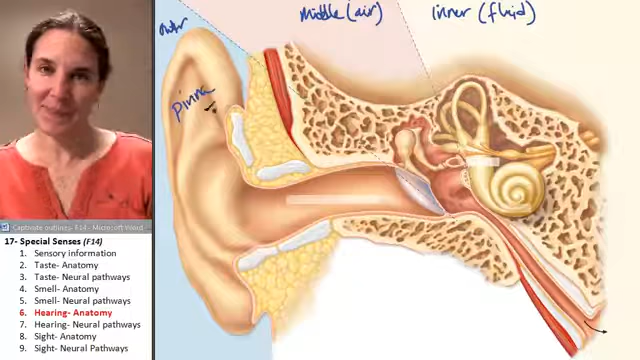 outer
middle (air)
inner (fluid)
pinna
Captivate outlines- F14- Microsoft Word
17- Special Senses (F14)
1. Sensory information
2. Taste- Anatomy
3. Taste- Neural pathways
4. Smell- Anatomy
5. Smell- Neural pathways
6. Hearing- Anatomy
7. Hearing- Neural pathways
8. Sight- Anatomy
9. Sight- Neural Pathways